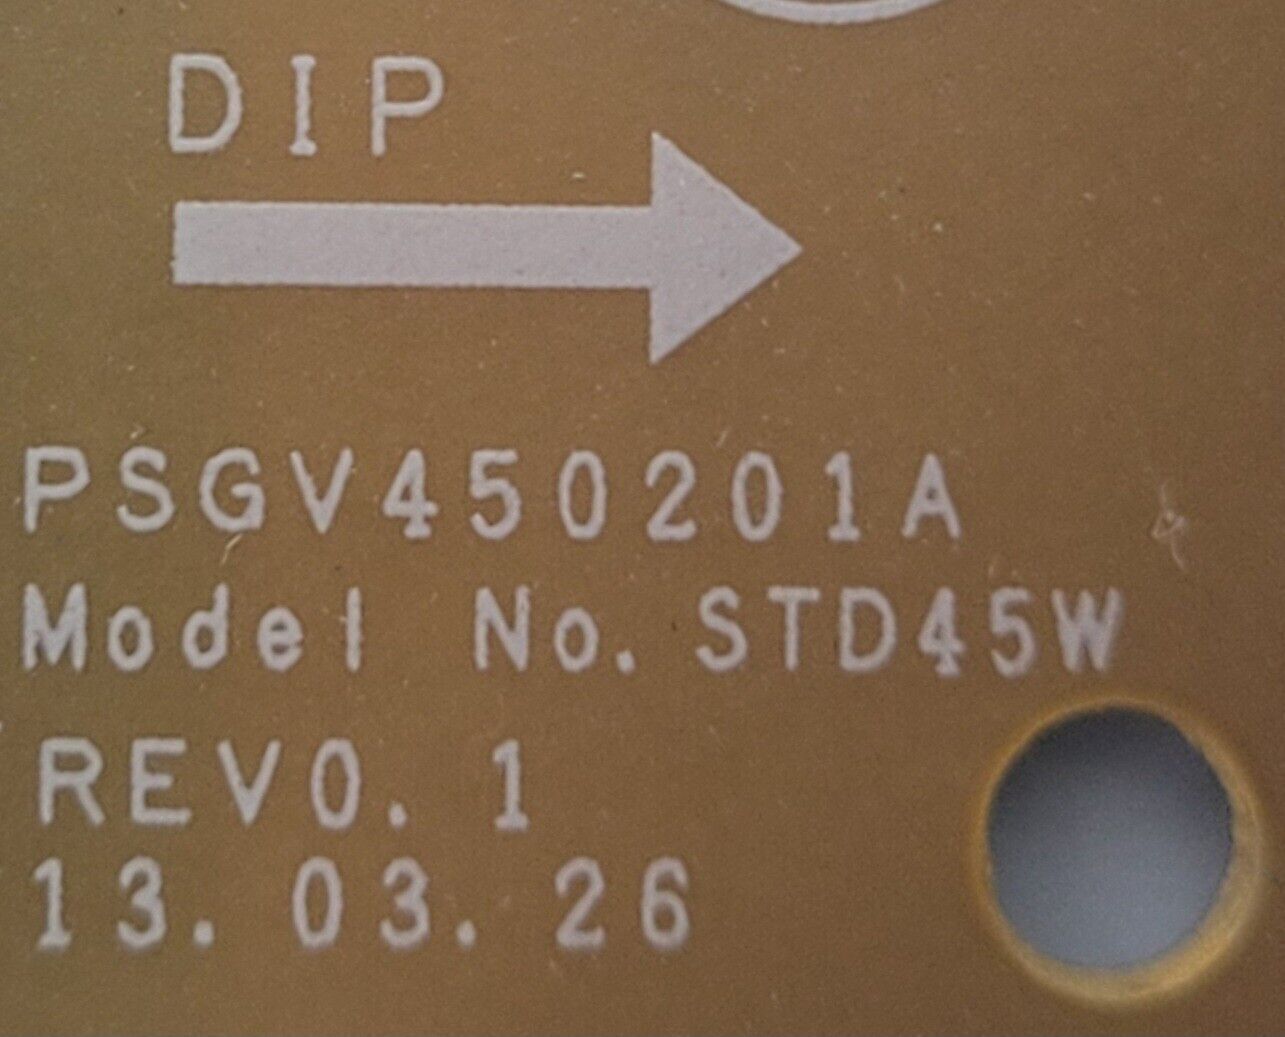 DIP
PSGV450201A
Model No. STD45W
REV0. 1
13. 03. 26